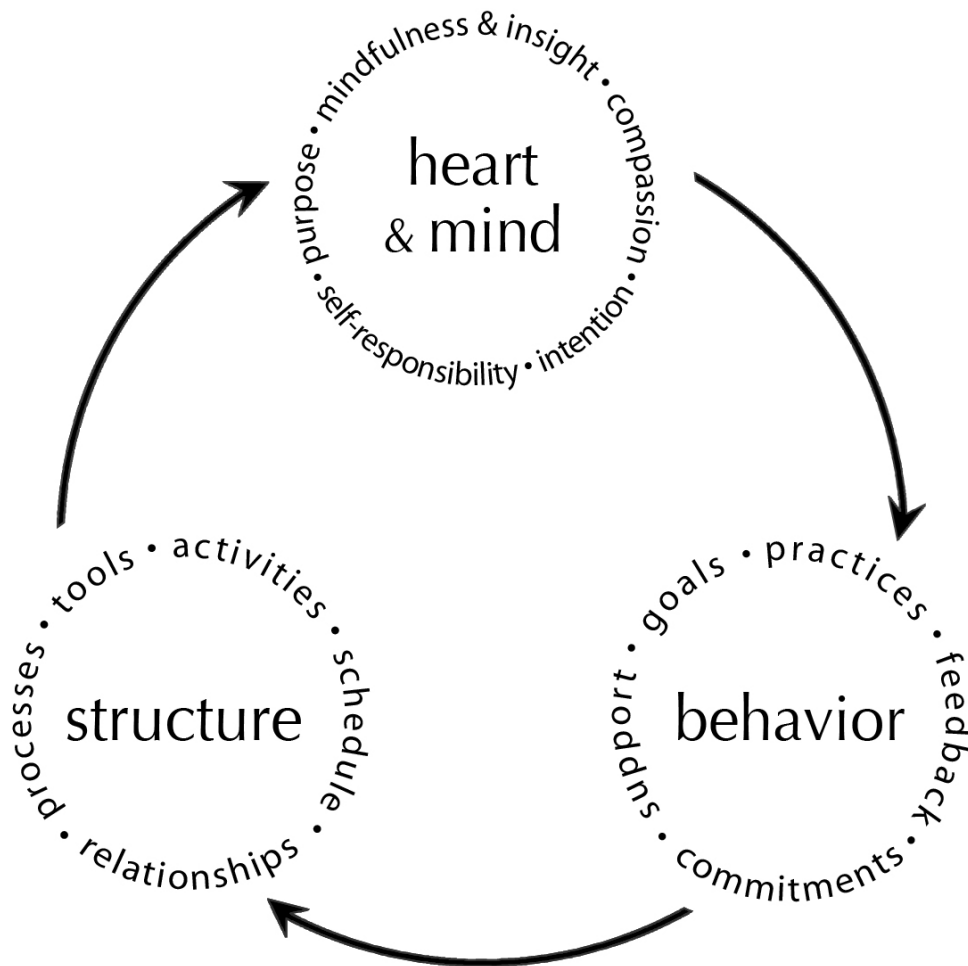 mindfulness & insight • compassion • intention • self-responsibility • purpose •
heart
& mind
goals • practices • feedback • commitments • support •
behavior
tools • activities • schedule • relationships • processes •
structure